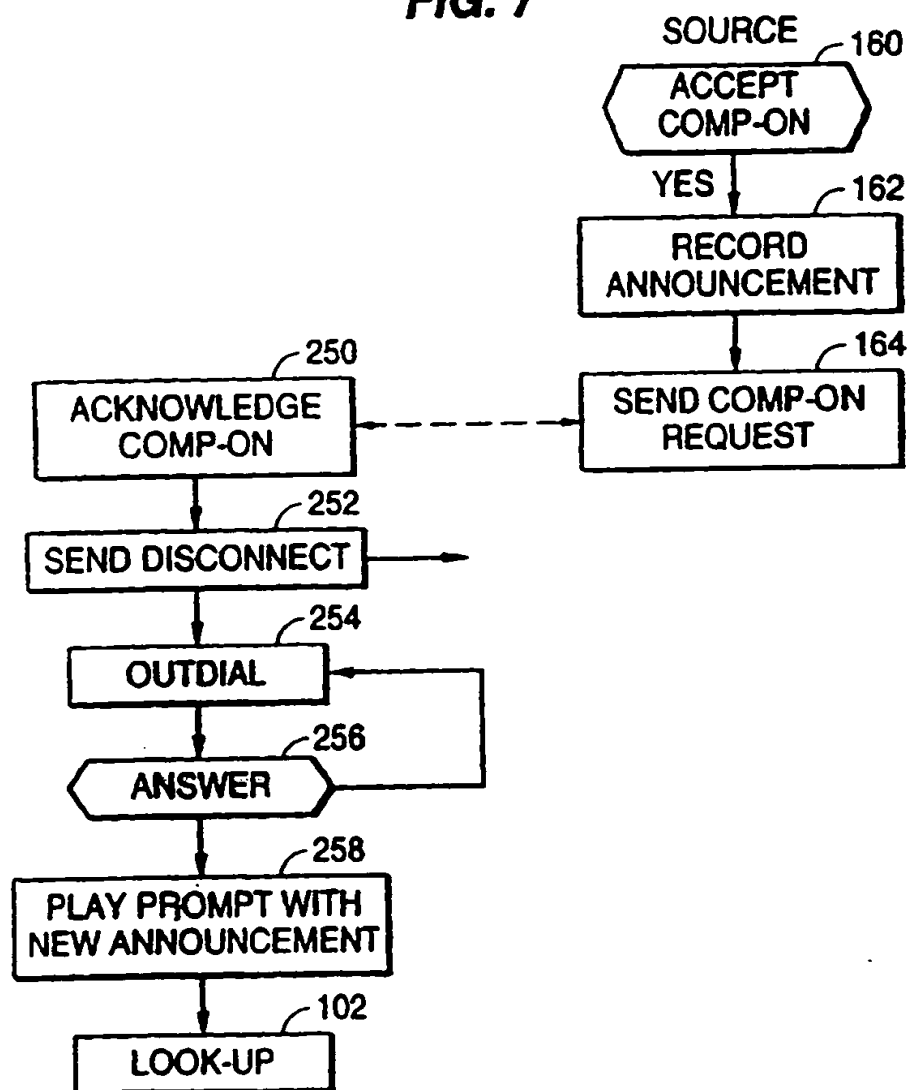 FIG. 7
SOURCE
160
ACCEPT
COMP-ON
YES
162
RECORD
ANNOUNCEMENT
164
SEND COMP-ON
REQUEST
250
ACKNOWLEDGE
COMP-ON
252
SEND DISCONNECT
254
OUTDIAL
256
ANSWER
258
PLAY PROMPT WITH
NEW ANNOUNCEMENT
102
LOOK-UP